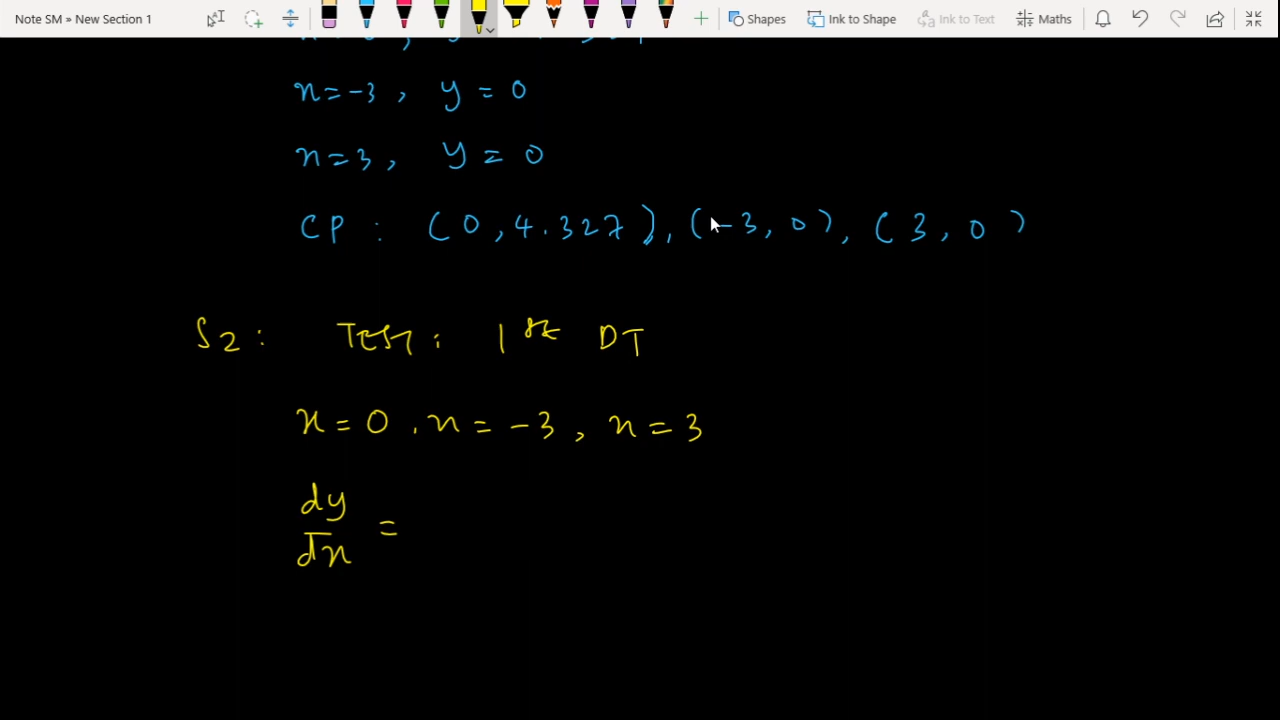 Note SM » New Section 1 Shapes Ink to Shape Ink to Text Maths
x=-3, y = 0
x=3, y = 0
CP : (0, 4.327), (-3, 0), (3, 0)
S2: TEST: 1st DT
x=0, x=-3, x=3
dy
dx =